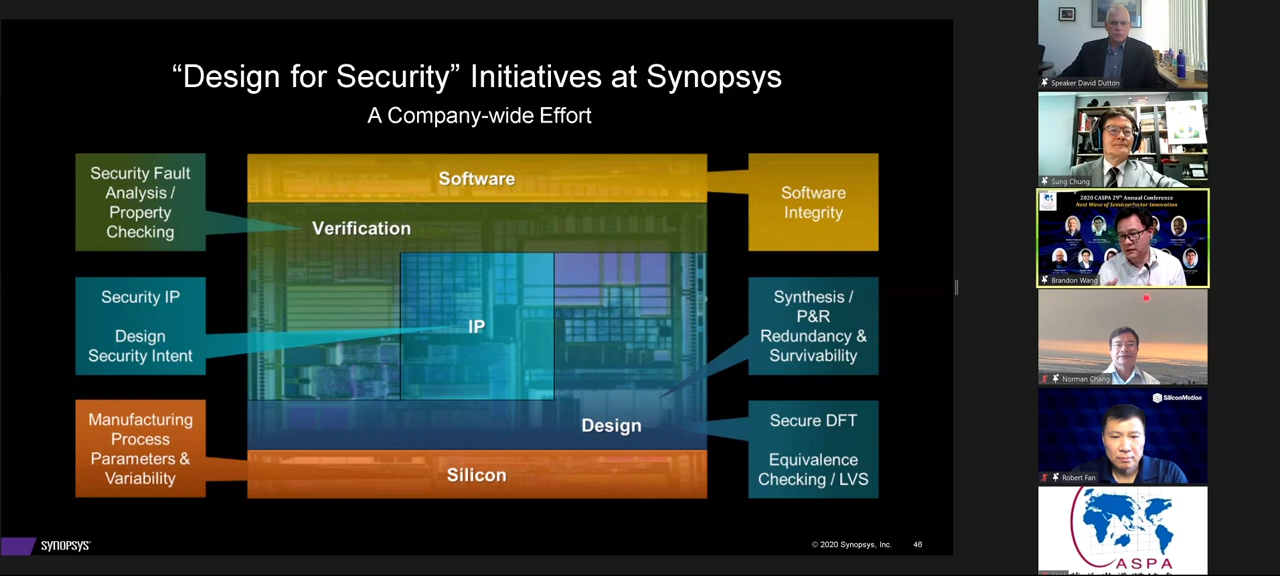 “Design for Security” Initiatives at Synopsys
A Company-wide Effort
Security Fault
Analysis /
Property
Checking
Security IP
Design
Security Intent
Manufacturing
Process
Parameters &
Variability
Software
Verification
IP
Design
Silicon
Software
Integrity
Synthesis /
P&R
Redundancy &
Survivability
Secure DFT
Equivalence
Checking / LVS
SYNOPSYS®
© 2020 Synopsys, Inc.
46
Speaker David Dutton
Sung Chung
2020 CASPA 29th Annual Conference
Next Wave of Semiconductor Innovation
Brandon Wang
Norman Chang
SiliconMotion
Robert Fan
ASPA